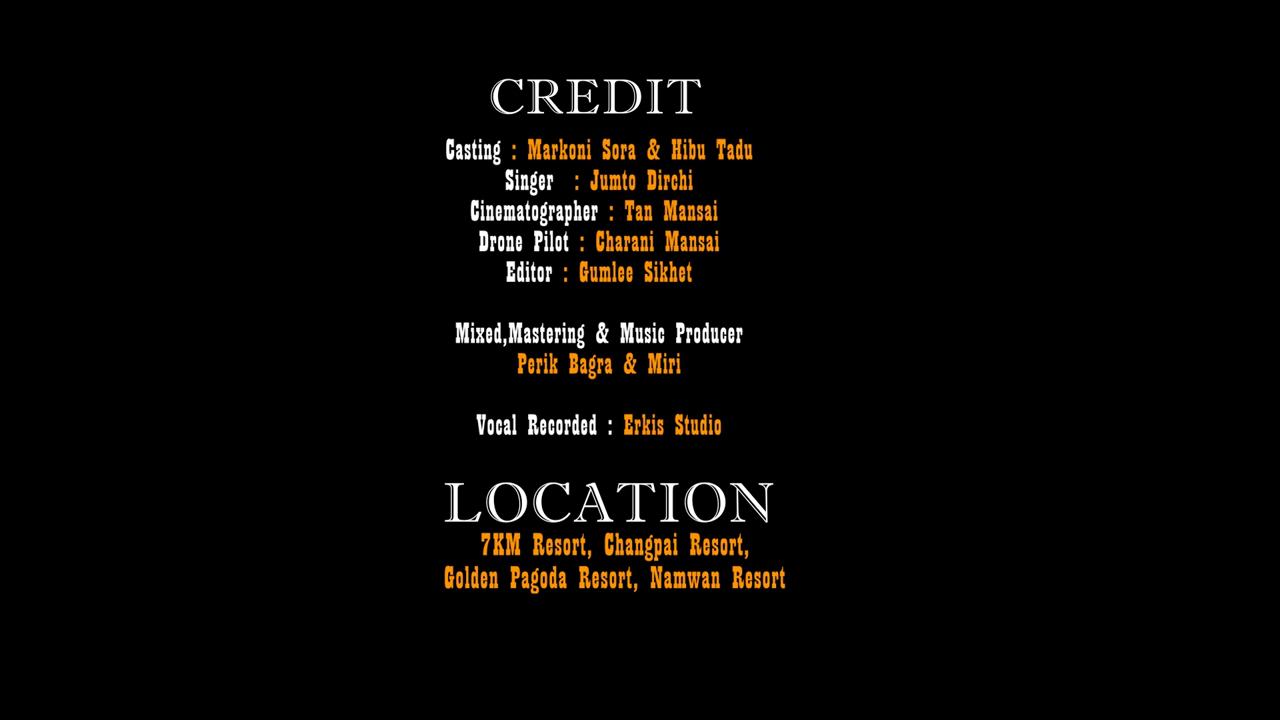 CREDIT
Casting : Markoni Sora & Hibu Tadu
Singer : Jumto Dirchi
Cinematographer : Tan Mansai
Drone Pilot : Charani Mansai
Editor : Gumlee Sikhet
Mixed,Mastering & Music Producer
Perik Bagra & Miri
Vocal Recorded : Erkis Studio
LOCATION
7KM Resort, Changpai Resort,
Golden Pagoda Resort, Namwan Resort